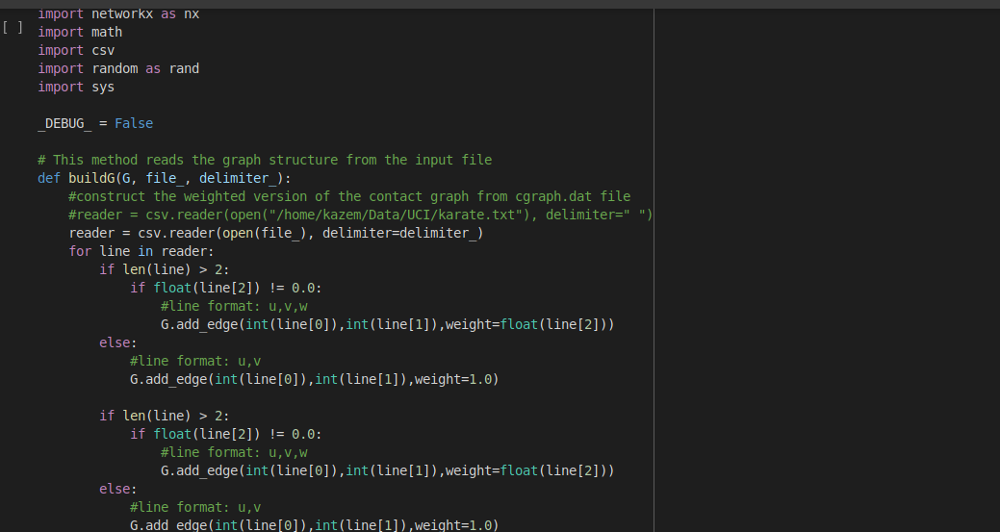 import networkx as nx
[ ]
import math
import csv
import random as rand
import sys
_DEBUG_ = False
# This method reads the graph structure from the input file
def buildG(G, file_, delimiter_):
#construct the weighted version of the contact graph from cgraph.dat file
#reader = csv.reader(open("/home/kazem/Data/UCI/karate.txt"), delimiter=" ")
reader = csv.reader(open(file_), delimiter=delimiter_)
for line in reader:
if len(line) > 2:
if float(line[2]) != 0.0:
#line format: u,v,w
G.add_edge(int(line[0]),int(line[1]),weight=float(line[2]))
else:
#line format: u,v
G.add_edge(int(line[0]),int(line[1]),weight=1.0)
if len(line) > 2:
if float(line[2]) != 0.0:
#line format: u,v,w
G.add_edge(int(line[0]),int(line[1]),weight=float(line[2]))
else:
#line format: u,v
G.add_edge(int(line[0]),int(line[1]),weight=1.0)